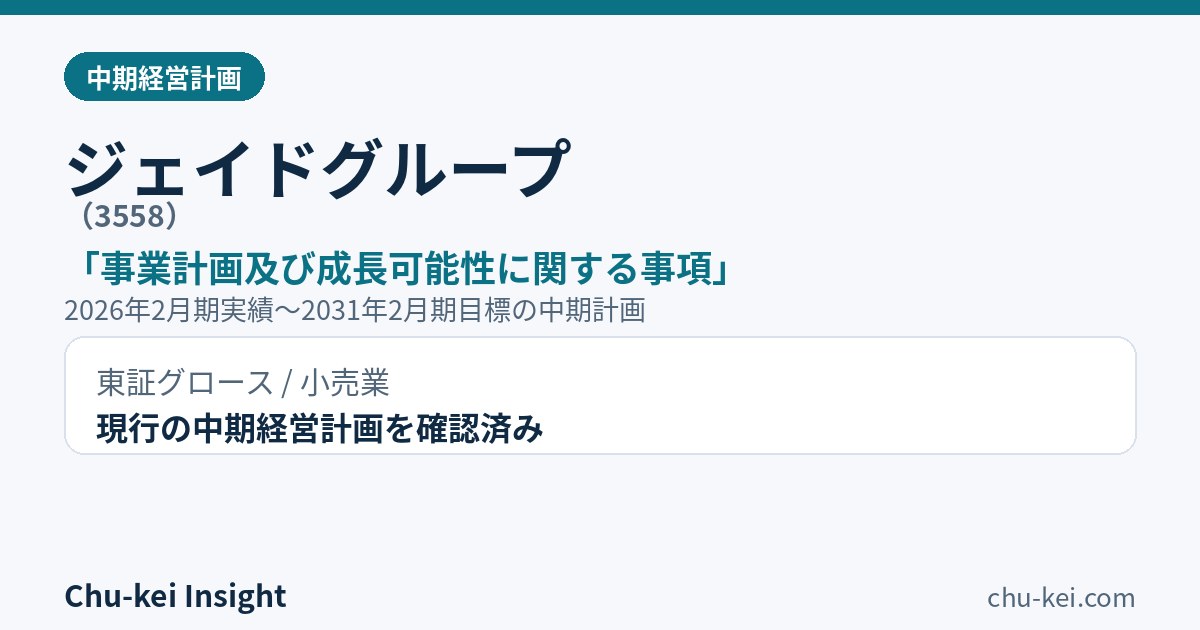 中期経営計画
ジェイドグループ
（3558）
「事業計画及び成長可能性に関する事項」
2026年2月期実績〜2031年2月期目標の中期計画
東証グロース / 小売業
現行の中期経営計画を確認済み
Chu-kei Insight
chu-kei.com